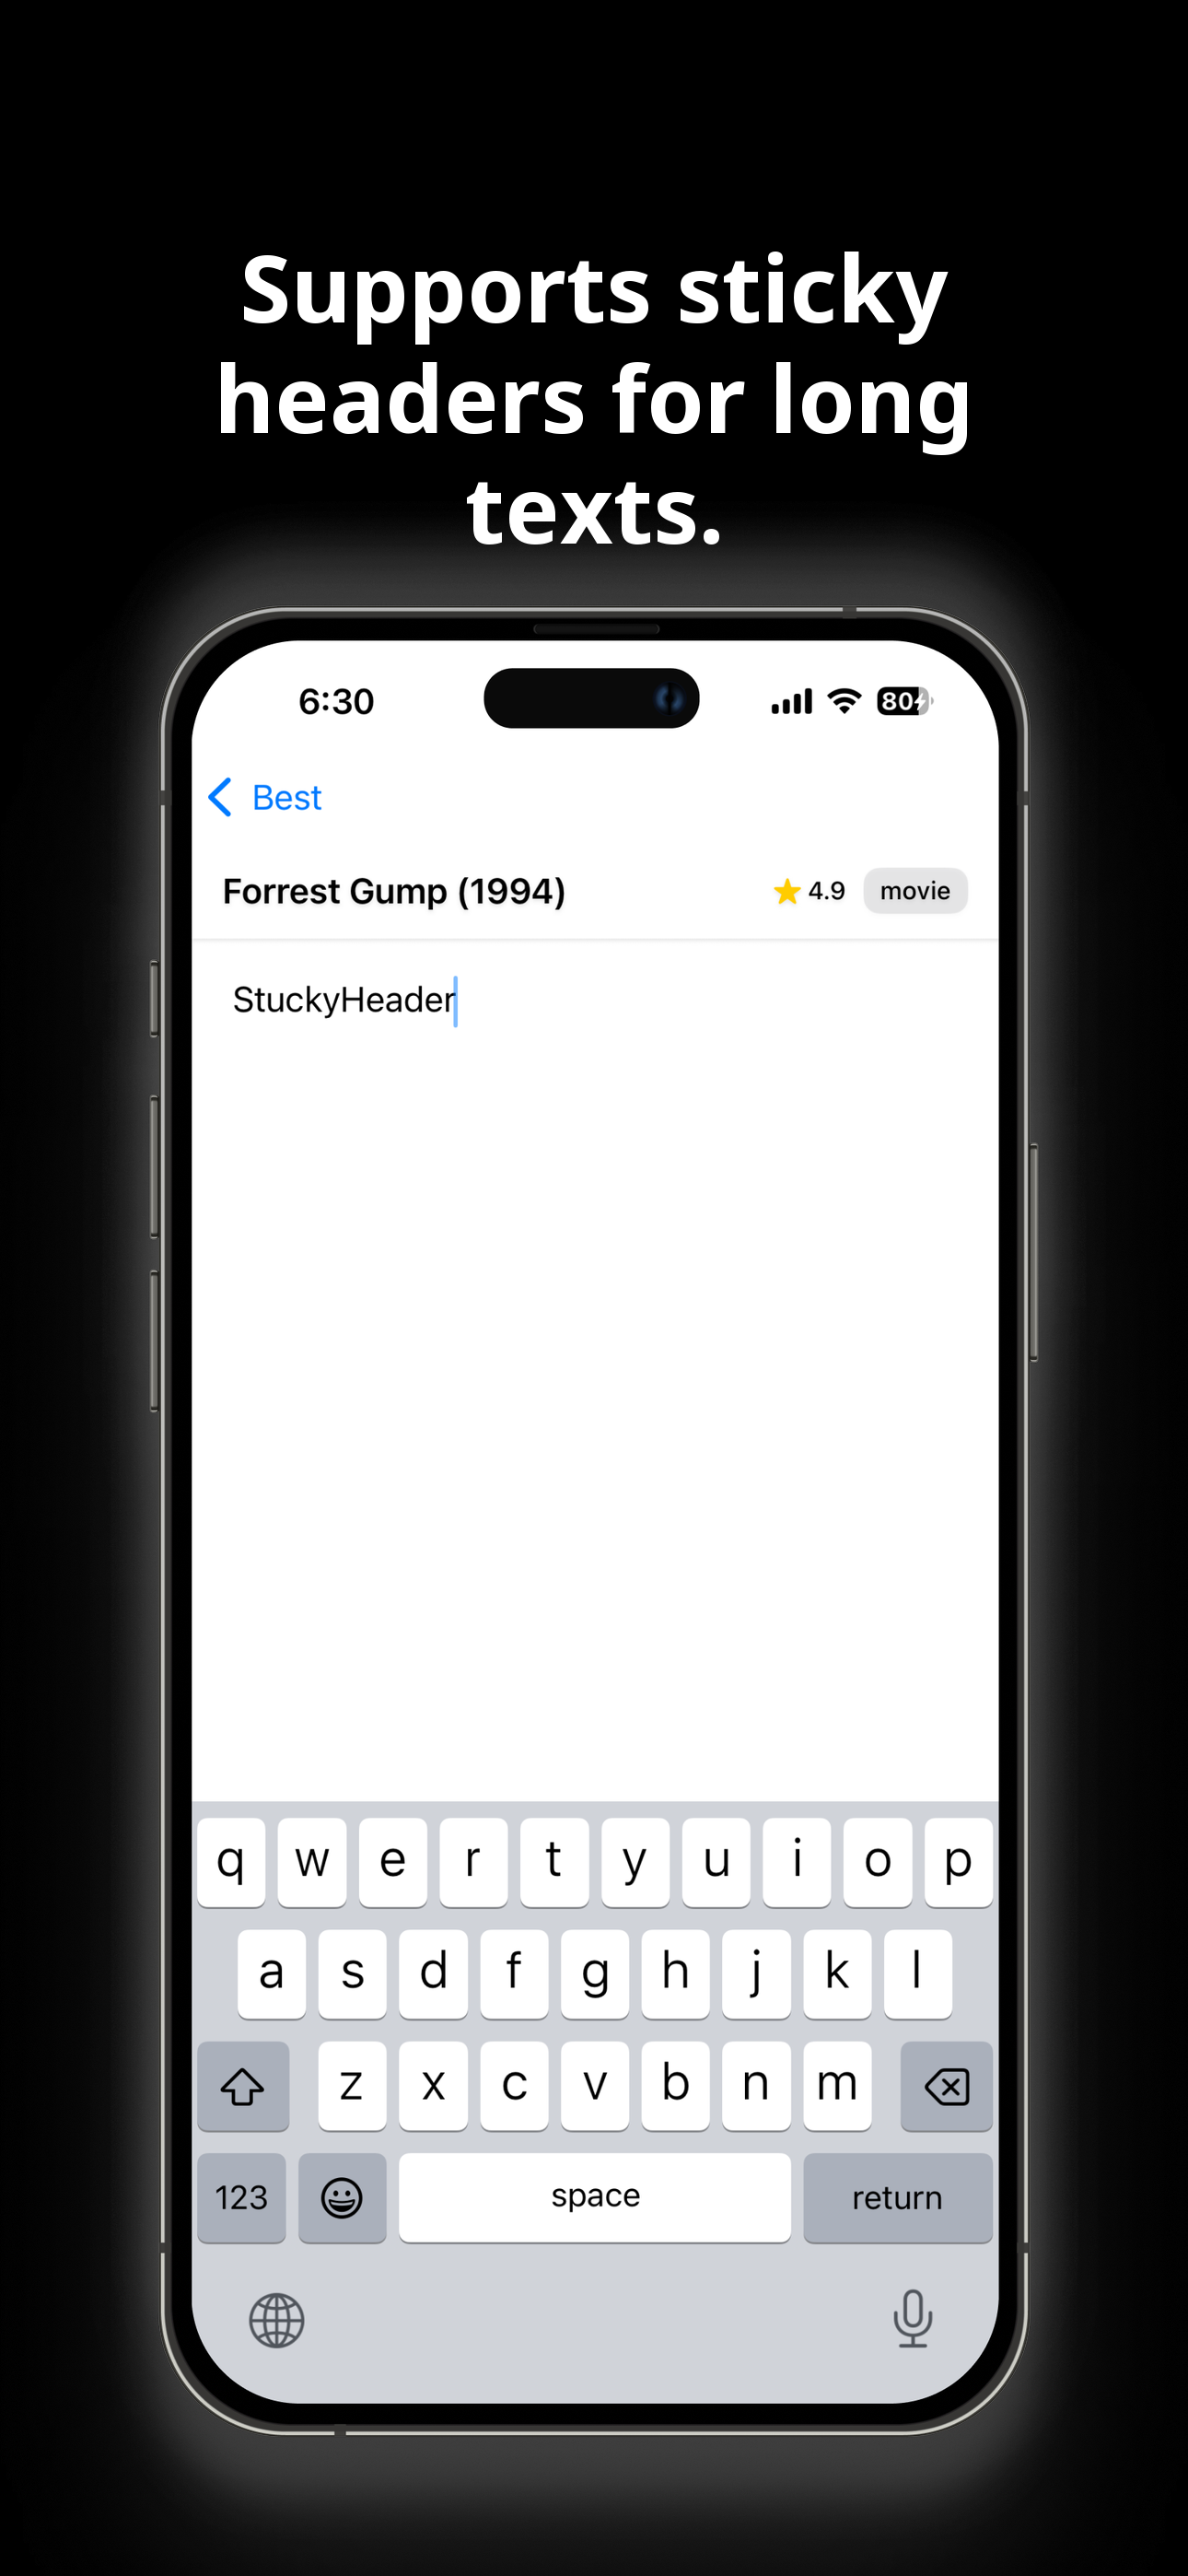 Supports sticky
headers for long
texts.
6:30
80
Best
Forrest Gump (1994) 4.9 movie
StuckyHeader
q w e r t y u i o p
a s d f g h j k l
z x c v b n m
123 space return